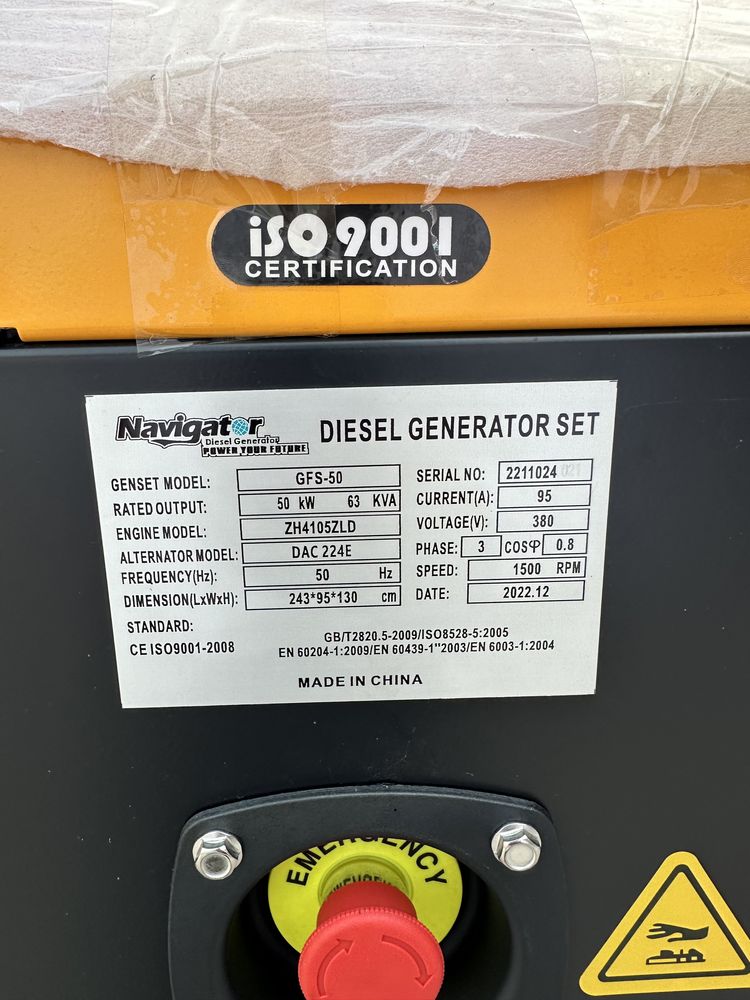 iSO 9001
CERTIFICATION
Navigator
Diesel Generator
POWER YOUR FUTURE
DIESEL GENERATOR SET
GENSET MODEL: GFS-50
RATED OUTPUT: 50 kW 63 KVA
ENGINE MODEL: ZH4105ZLD
ALTERNATOR MODEL: DAC 224E
FREQUENCY(Hz): 50 Hz
DIMENSION(LxWxH): 243*95*130 cm
SERIAL NO: 2211024 021
CURRENT(A): 95
VOLTAGE(V): 380
PHASE: 3 COSφ 0.8
SPEED: 1500 RPM
DATE: 2022.12
STANDARD:
CE ISO9001-2008
GB/T2820.5-2009/ISO8528-5:2005
EN 60204-1:2009/EN 60439-1"2003/EN 6003-1:2004
MADE IN CHINA
EMERGENCY